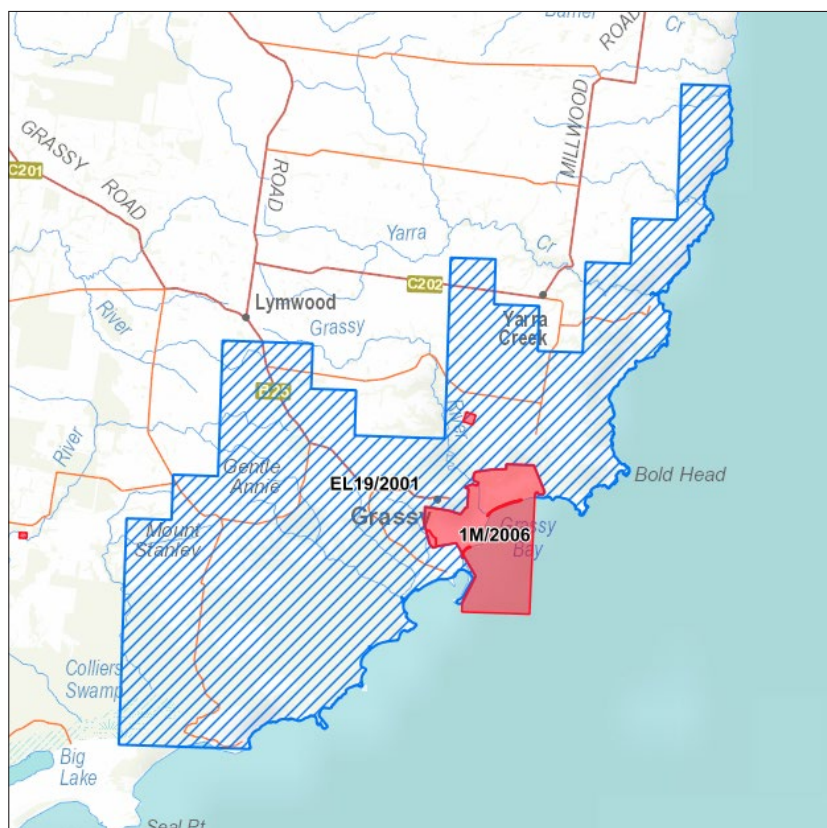 Barrier
Cr
ROAD
GRASSY ROAD
C201
ROAD
MILLWOOD
Yarra
Cr
C202
Lymwood
Grassy
Yarra
Creek
River
B25
River
River
Gentle
Annie
EL19/2001
Grassy
Bold Head
Mount
Stanley
1M/2006
Grassy
Bay
Colliers
Swamp
Big
Lake
Seal Pt